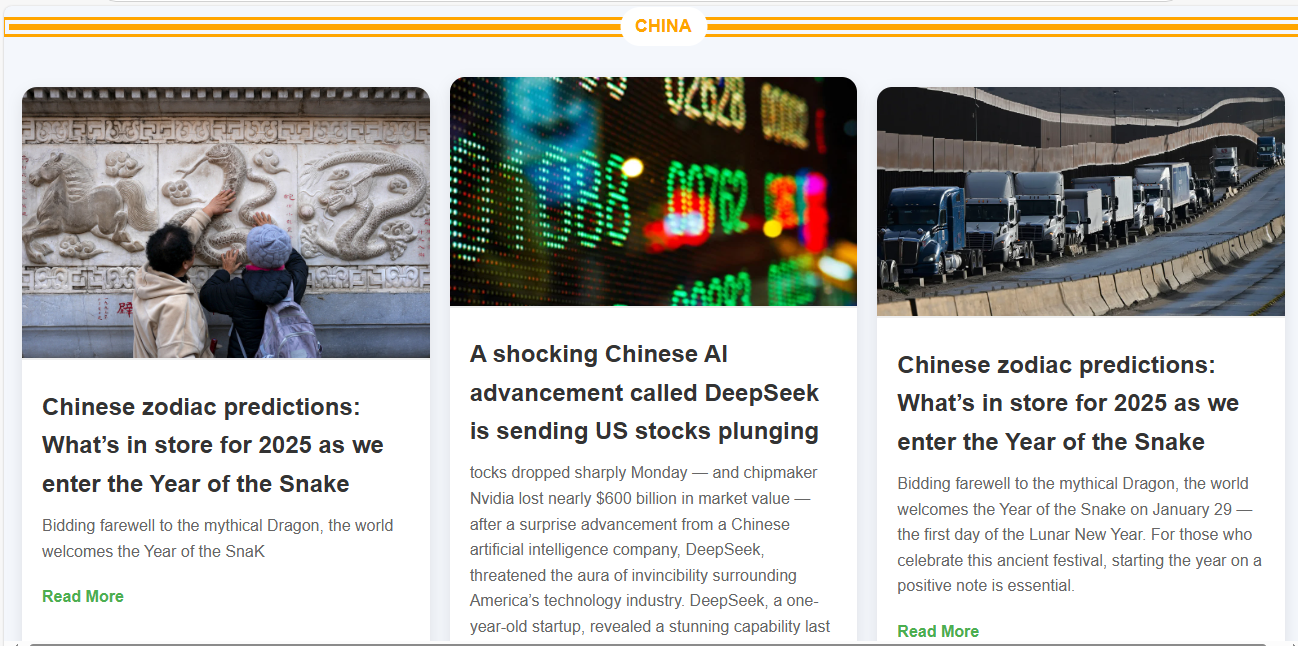 CHINA
02628
00762
Chinese zodiac predictions:
What’s in store for 2025 as we
enter the Year of the Snake
Bidding farewell to the mythical Dragon, the world
welcomes the Year of the SnaK
Read More
A shocking Chinese AI
advancement called DeepSeek
is sending US stocks plunging
tocks dropped sharply Monday — and chipmaker
Nvidia lost nearly $600 billion in market value —
after a surprise advancement from a Chinese
artificial intelligence company, DeepSeek,
threatened the aura of invincibility surrounding
America’s technology industry. DeepSeek, a one-
year-old startup, revealed a stunning capability last
Chinese zodiac predictions:
What’s in store for 2025 as we
enter the Year of the Snake
Bidding farewell to the mythical Dragon, the world
welcomes the Year of the Snake on January 29 —
the first day of the Lunar New Year. For those who
celebrate this ancient festival, starting the year on a
positive note is essential.
Read More